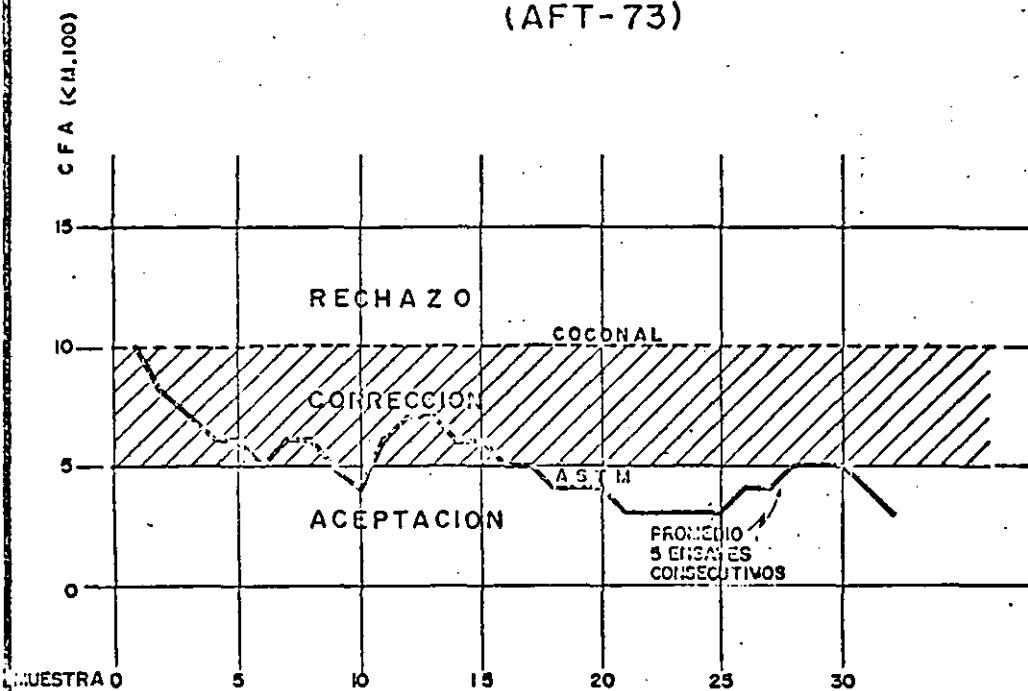 (AFT-73)
CFA (KM.100)
15
RECHAZO
COCONAL
10
CORRECCION
5
ASTM
ACEPTACION
PROMEDIO
5 ENSAYES
CONSECUTIVOS
0
MUESTRA 0 5 10 15 20 25 30